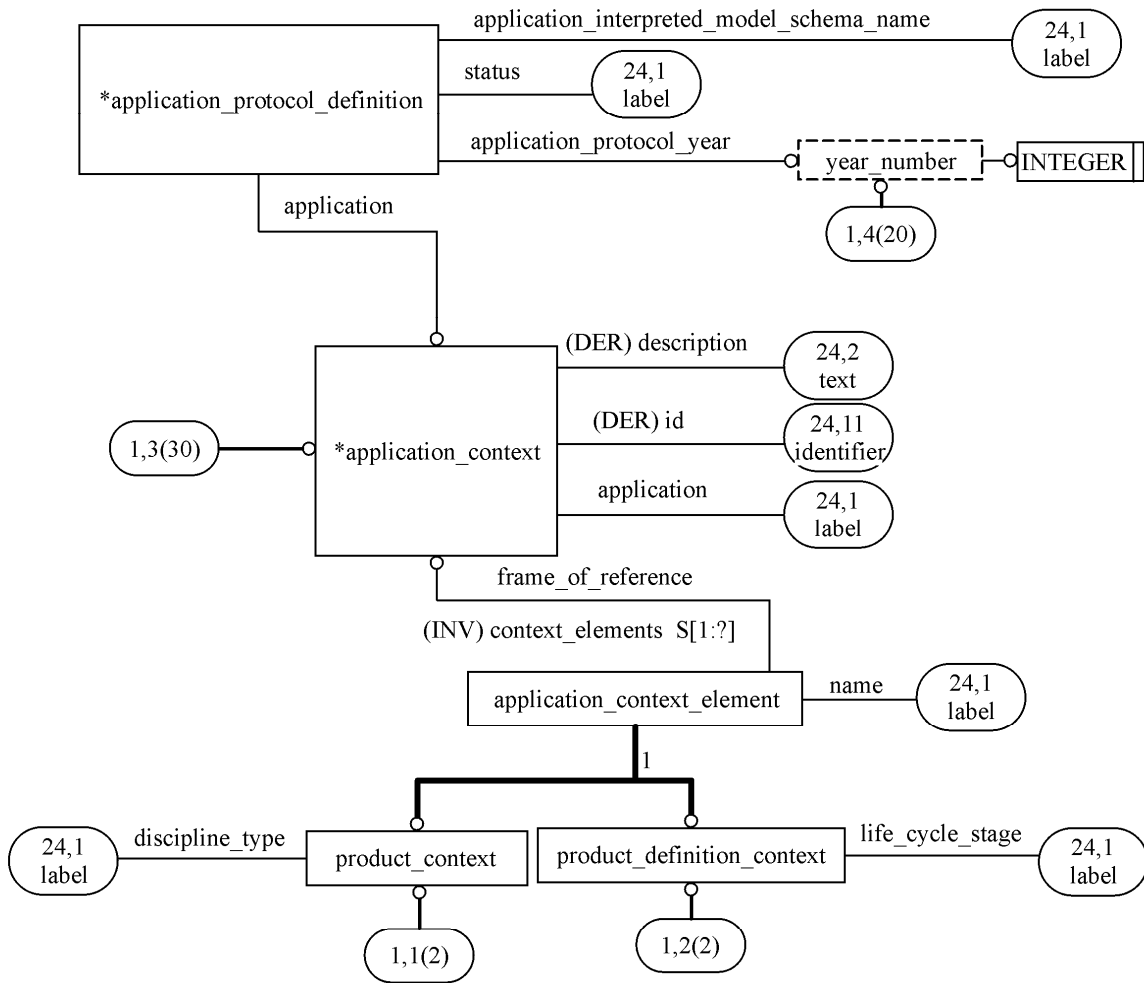 application_interpreted_model_schema_name
24,1
label
status
24,1
label
*application_protocol_definition
application_protocol_year
year_number
INTEGER
application
1,4(20)
(DER) description
24,2
text
(DER) id
24,11
identifier
1,3(30)
*application_context
application
24,1
label
frame_of_reference
(INV) context_elements S[1:?]
application_context_element
name
24,1
label
1
discipline_type
24,1
label
product_context
product_definition_context
life_cycle_stage
24,1
label
1,1(2)
1,2(2)